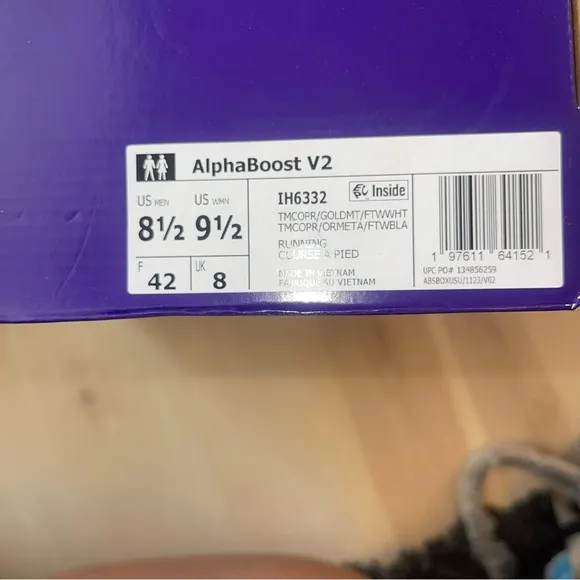 AlphaBoost V2
US MEN US WMN
8½ 9½
F 42 UK 8
IH6332 Inside
TMCOPR/GOLDMT/FTWWHT
TMCOPR/ORMETA/FTWBLA
RUNNING
COURSE A PIED
MADE IN VIETNAM
FABRIQUE AU VIETNAM
1 97611 64152 1
UPC PO# 134856259
ABSBOXUSU/1123/V02